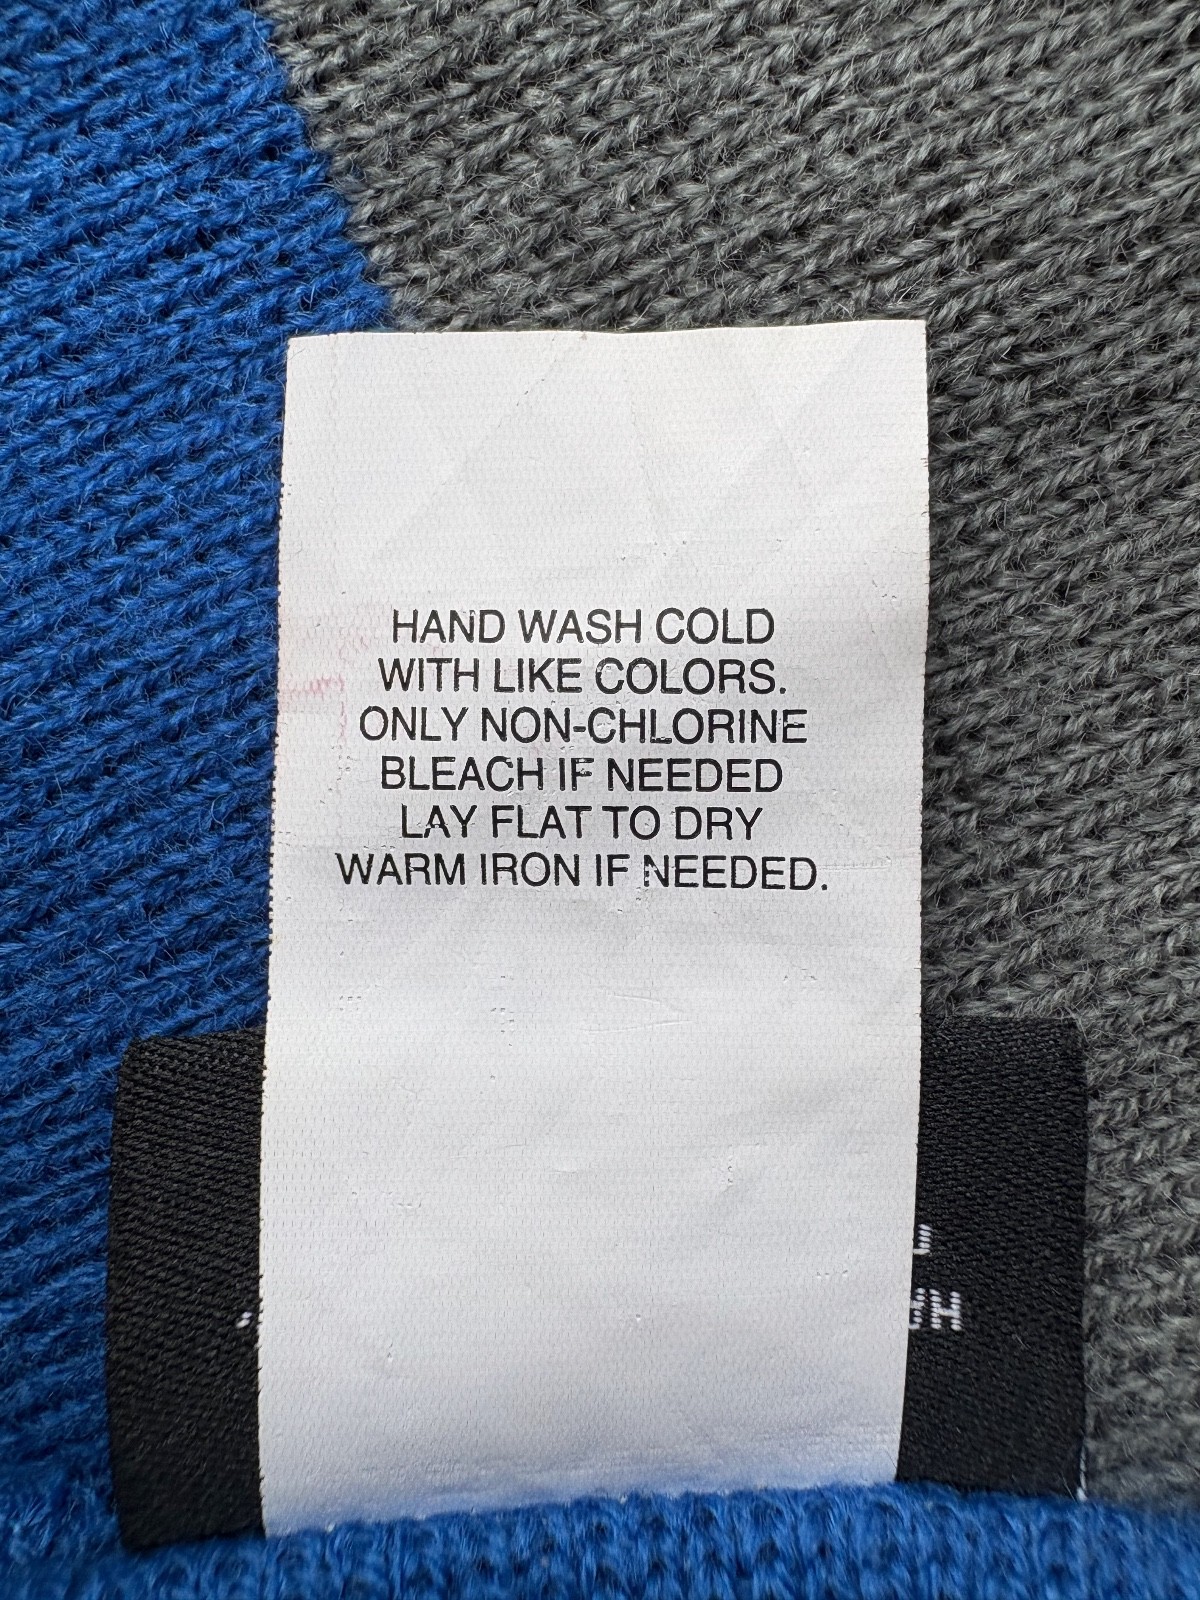 HAND WASH COLD
WITH LIKE COLORS.
ONLY NON-CHLORINE
BLEACH IF NEEDED
LAY FLAT TO DRY
WARM IRON IF NEEDED.